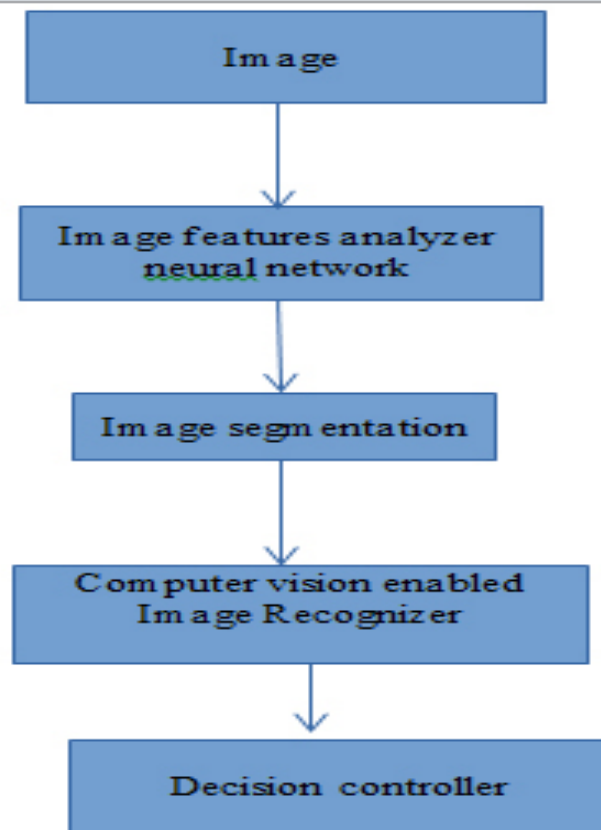 Image
Image features analyzer
neural network
Image segmentation
Computer vision enabled
Image Recognizer
Decision controller